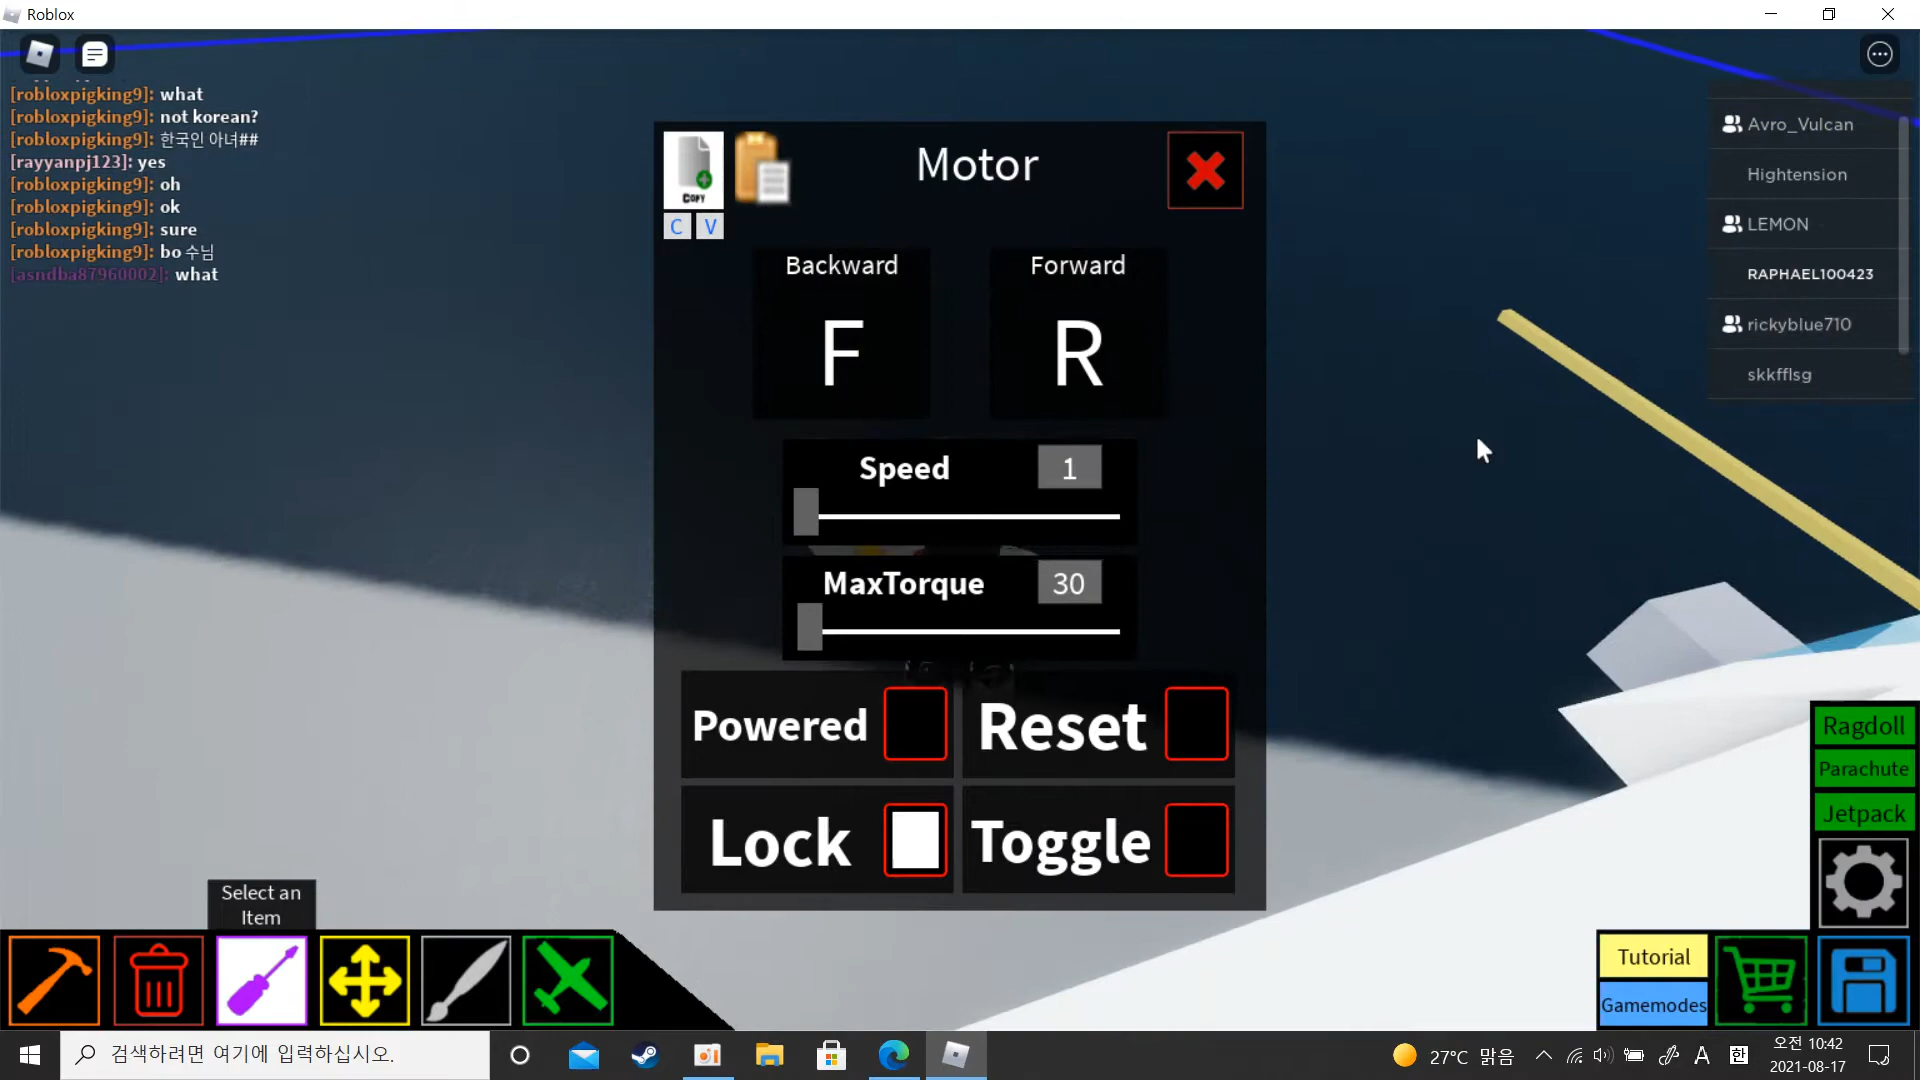 Roblox
[robloxpigking9]: what
[robloxpigking9]: not korean?
[robloxpigking9]: 한국인 아녀##
[rayyanpj123]: yes
[robloxpigking9]: oh
[robloxpigking9]: ok
[robloxpigking9]: sure
[robloxpigking9]: bo 수님
[asndba87960002]: what
COPY
C V
Motor
Backward Forward
F R
Speed 1
MaxTorque 30
Powered Reset
Lock Toggle
Avro_Vulcan
Hightension
LEMON
RAPHAEL100423
rickyblue710
skkfflsg
Ragdoll
Parachute
Jetpack
Select an
Item
Tutorial
Gamemodes
검색하려면 여기에 입력하십시오.
27°C 맑음
A 한
오전 10:42
2021-08-17